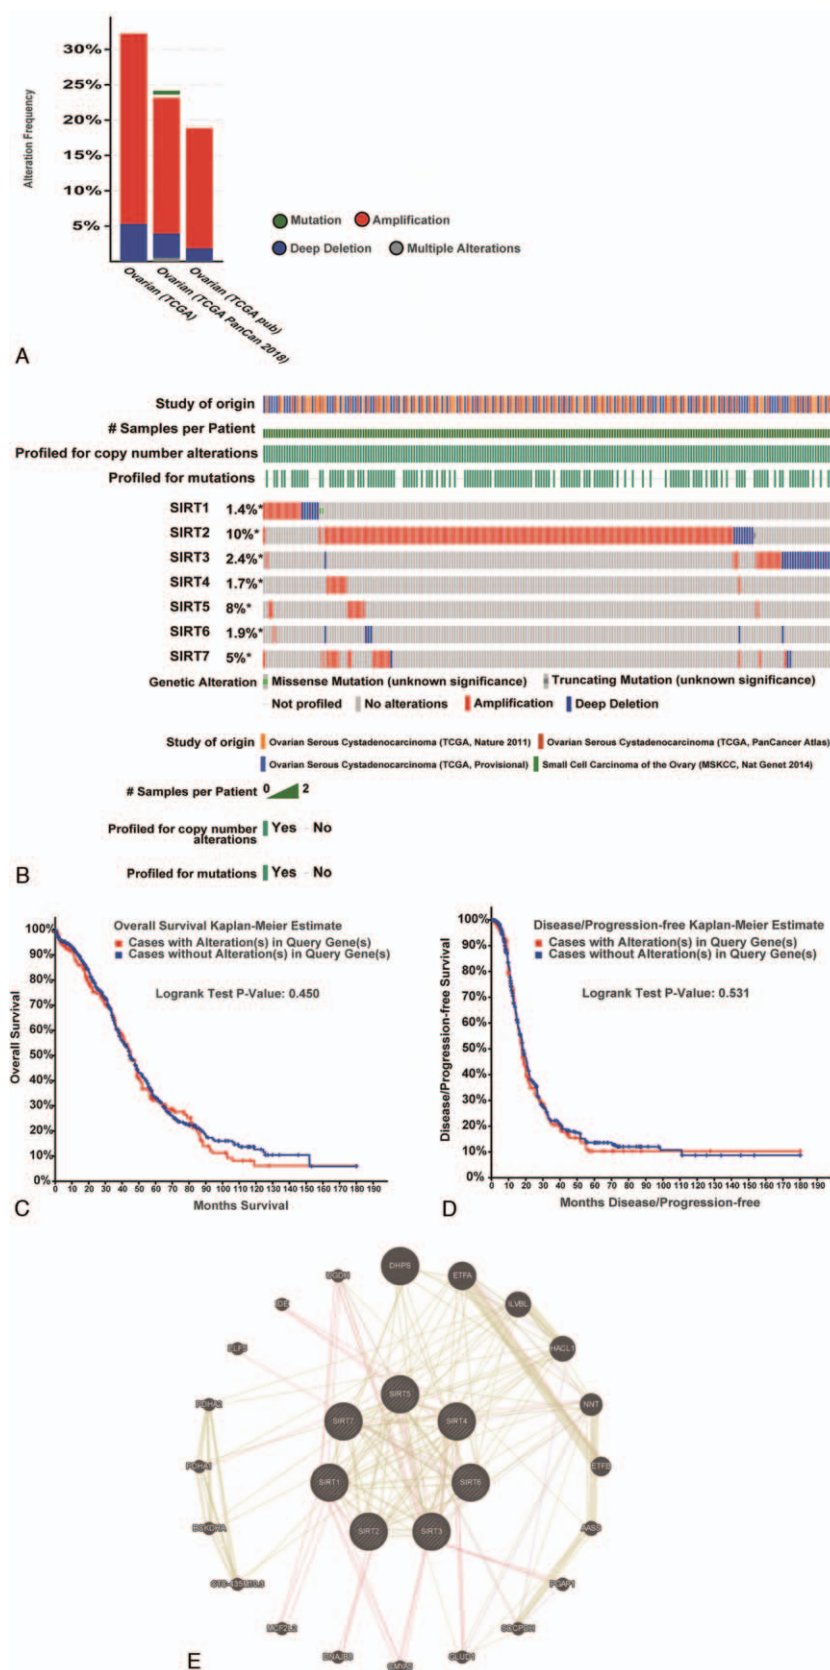 30%
25%
20%
15%
10%
5%
Alteration Frequency
Ovarian (TCGA)
Ovarian (TCGA PanCan 2018)
Ovarian (TCGA pub)
Mutation
Amplification
Deep Deletion
Multiple Alterations
A
Study of origin
# Samples per Patient
Profiled for copy number alterations
Profiled for mutations
SIRT1 1.4%*
SIRT2 10%*
SIRT3 2.4%*
SIRT4 1.7%*
SIRT5 8%*
SIRT6 1.9%*
SIRT7 5%*
Genetic Alteration Missense Mutation (unknown significance) Truncating Mutation (unknown significance)
Not profiled No alterations Amplification Deep Deletion
Study of origin Ovarian Serous Cystadenocarcinoma (TCGA, Nature 2011) Ovarian Serous Cystadenocarcinoma (TCGA, PanCancer Atlas)
Ovarian Serous Cystadenocarcinoma (TCGA, Provisional) Small Cell Carcinoma of the Ovary (MSKCC, Nat Genet 2014)
# Samples per Patient 0 2
Profiled for copy number alterations Yes No
Profiled for mutations Yes No
B
Overall Survival Kaplan-Meier Estimate
Cases with Alteration(s) in Query Gene(s)
Cases without Alteration(s) in Query Gene(s)
Logrank Test P-Value: 0.450
Overall Survival
100%
90%
80%
70%
60%
50%
40%
30%
20%
10%
0%
0 10 20 30 40 50 60 70 80 90 100 110 120 130 140 150 160 170 180 190
Months Survival
C
Disease/Progression-free Kaplan-Meier Estimate
Cases with Alteration(s) in Query Gene(s)
Cases without Alteration(s) in Query Gene(s)
Logrank Test P-Value: 0.531
Disease/Progression-free Survival
100%
90%
80%
70%
60%
50%
40%
30%
20%
10%
0%
0 10 20 30 40 50 60 70 80 90 100 110 120 130 140 150 160 170 180 190
Months Disease/Progression-free
D
DHPS
ETFA
ILVBL
HACL1
NNT
ETFB
AASS
PGAP1
SCCPDH
GLUD1
DNAJB8
MCF2L2
PDHA1
PDHA2
SIRT5
SIRT7
SIRT4
SIRT1
SIRT6
SIRT2
SIRT3
E